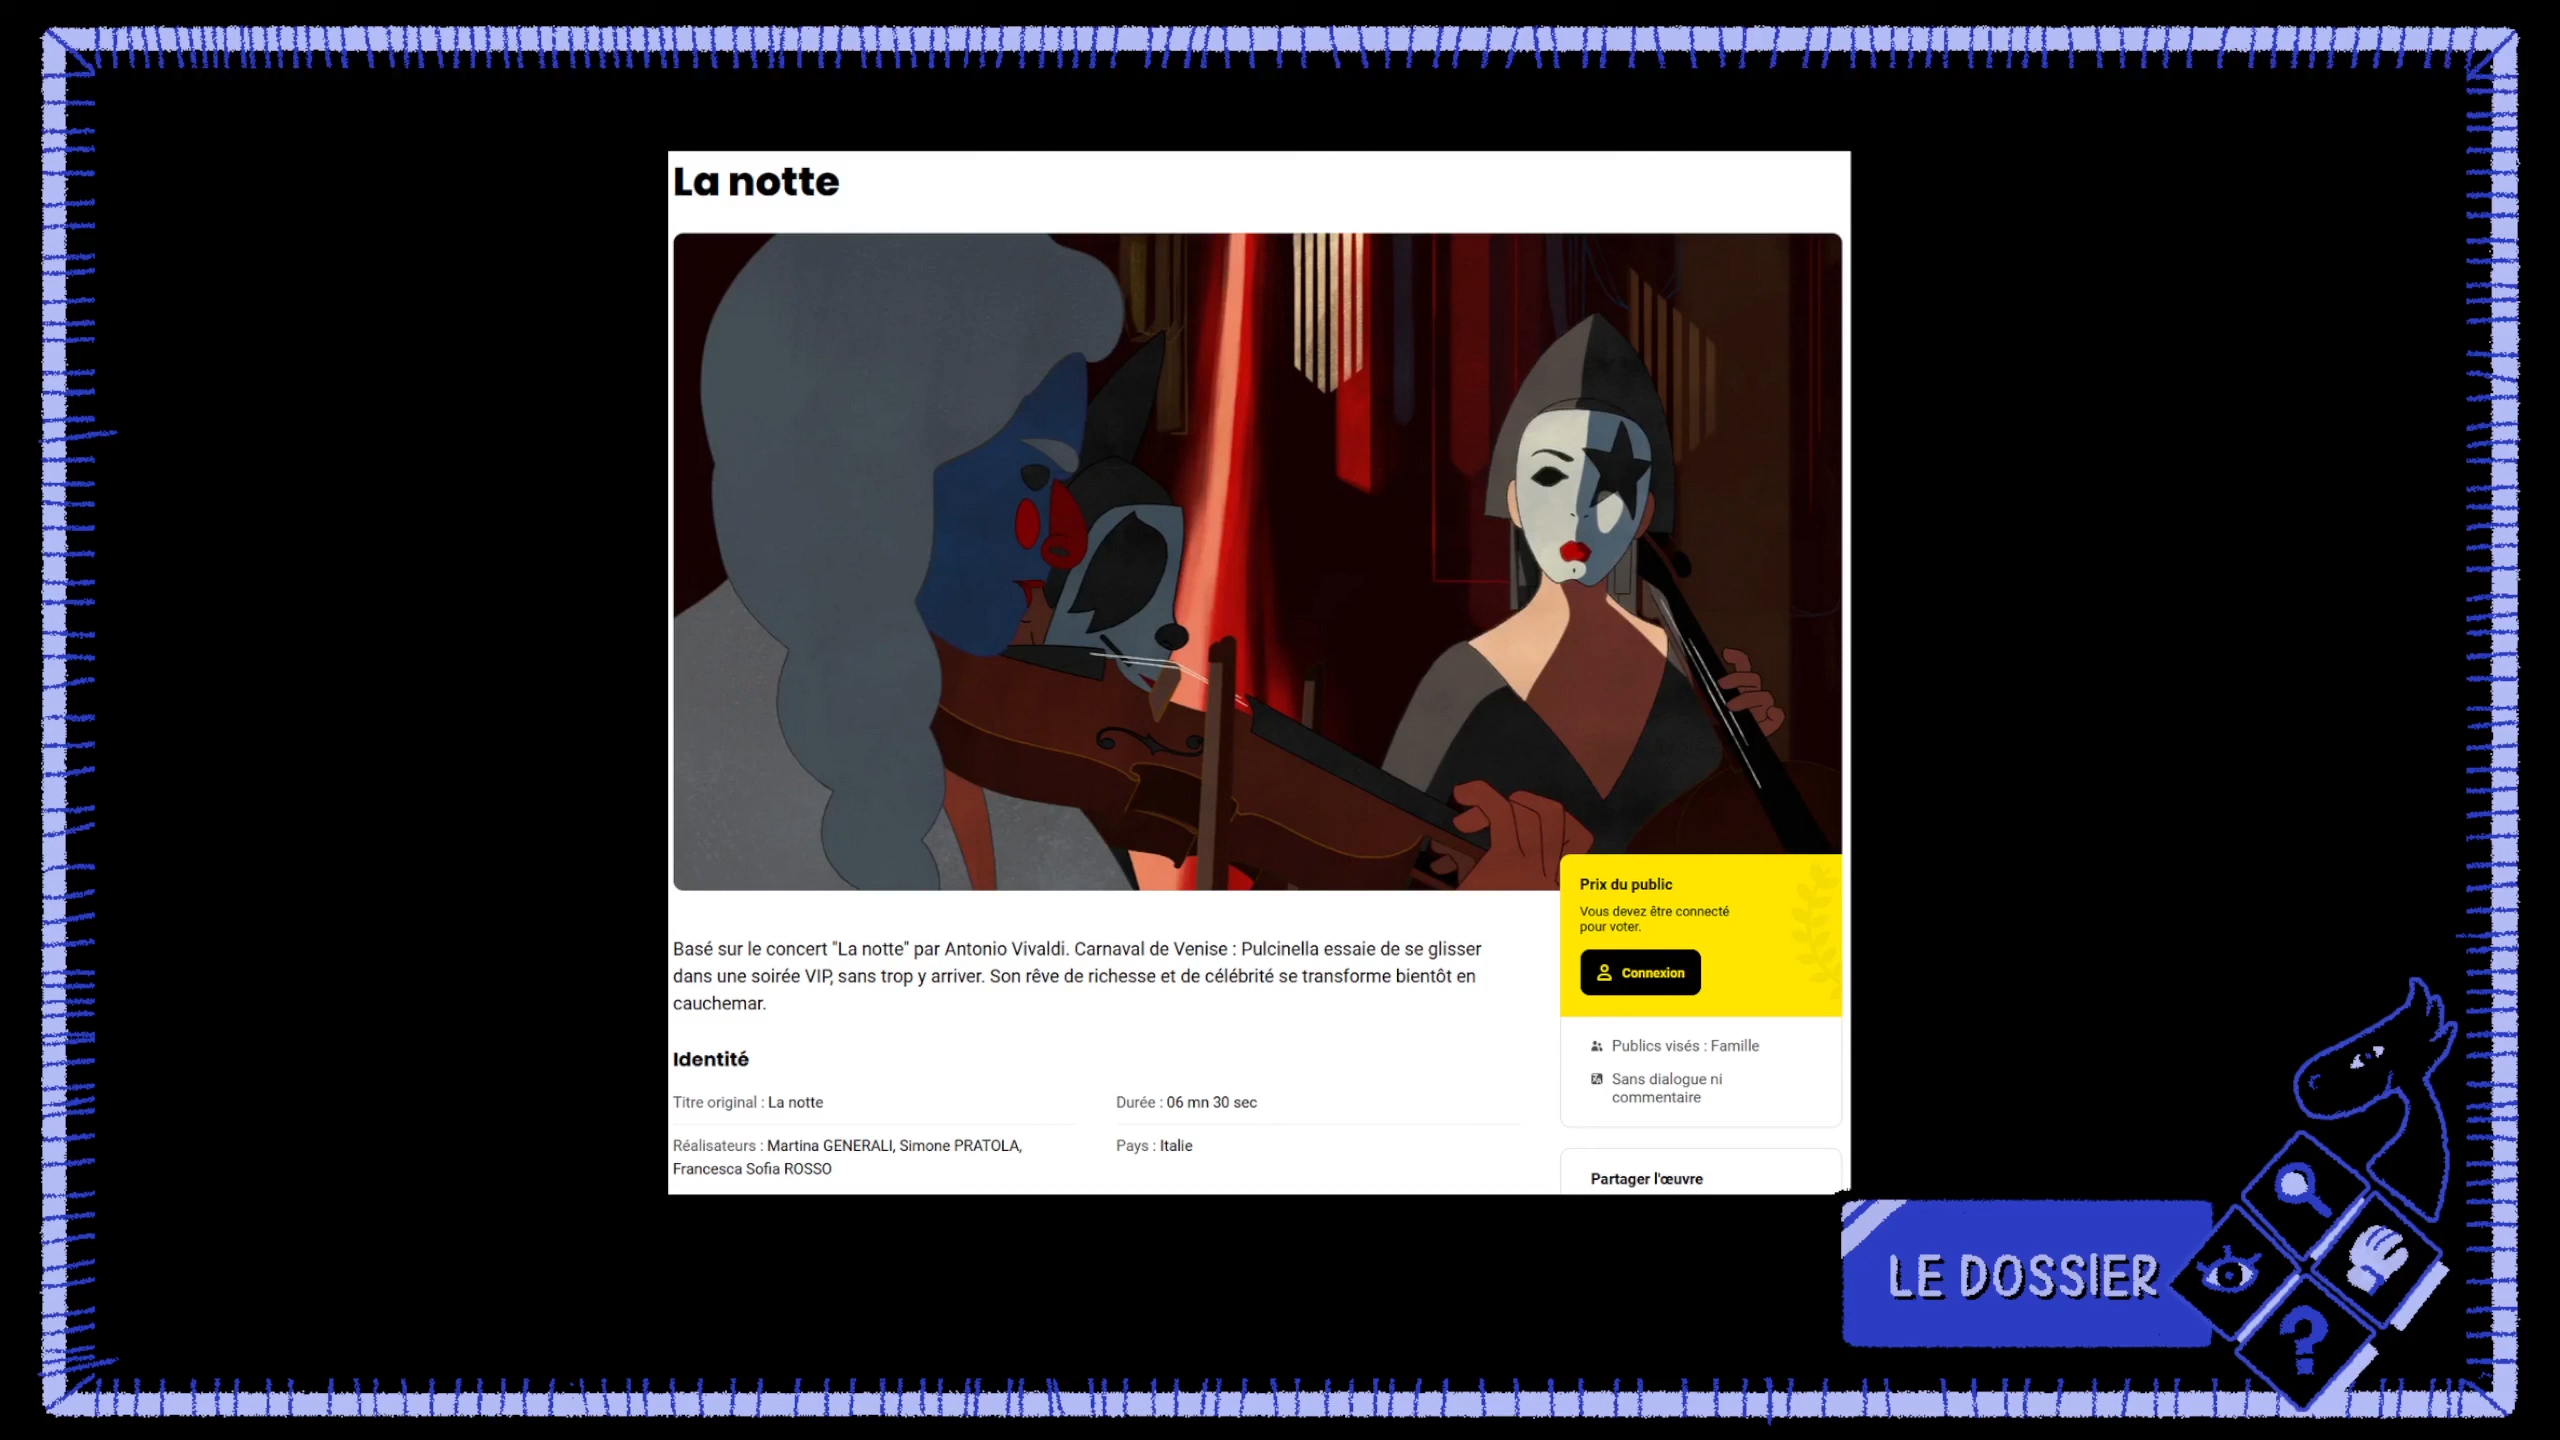 La notte
Basé sur le concert "La notte" par Antonio Vivaldi. Carnaval de Venise : Pulcinella essaie de se glisser
dans une soirée VIP, sans trop y arriver. Son rêve de richesse et de célébrité se transforme bientôt en
cauchemar.
Identité
Titre original : La notte
Durée : 06 mn 30 sec
Réalisateurs : Martina GENERALI, Simone PRATOLA,
Francesca Sofia ROSSO
Pays : Italie
Prix du public
Vous devez être connecté
pour voter.
Connexion
Publics visés : Famille
Sans dialogue ni
commentaire
Partager l'œuvre
LE DOSSIER
?